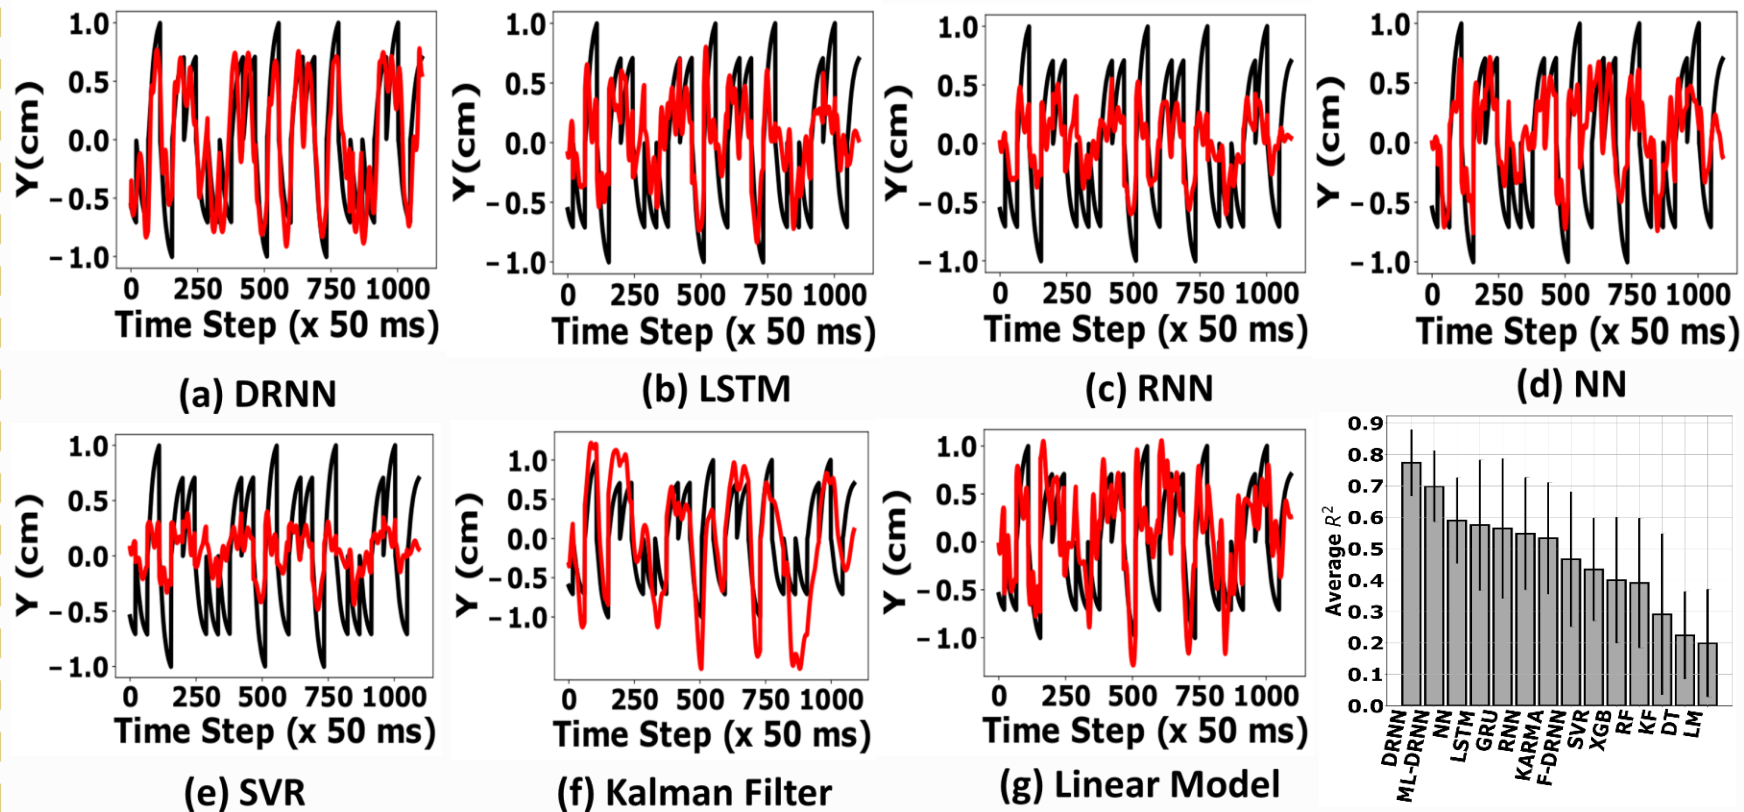 1.0
0.5
0.0
−0.5
−1.0
Y(cm)
0 250 500 750 1000
Time Step (x 50 ms)
(a) DRNN
1.0
0.5
0.0
−0.5
−1.0
Y (cm)
0 250 500 750 1000
Time Step (x 50 ms)
(b) LSTM
1.0
0.5
0.0
−0.5
−1.0
Y(cm)
0 250 500 750 1000
Time Step (x 50 ms)
(c) RNN
1.0
0.5
0.0
−0.5
−1.0
Y (cm)
0 250 500 750 1000
Time Step (x 50 ms)
(d) NN
1.0
0.5
0.0
−0.5
−1.0
Y (cm)
0 250 500 750 1000
Time Step (x 50 ms)
(e) SVR
1.0
0.5
0.0
−0.5
−1.0
Y (cm)
0 250 500 750 1000
Time Step (x 50 ms)
(f) Kalman Filter
1.0
0.5
0.0
−0.5
−1.0
Y (cm)
0 250 500 750 1000
Time Step (x 50 ms)
(g) Linear Model
0.9
0.8
0.7
0.6
0.5
0.4
0.3
0.2
0.1
0.0
Average R²
DRNN
ML-DRNN
NN
LSTM
GRU
RNN
KARMA
F-DRNN
SVR
XGB
RF
KF
DT
LM